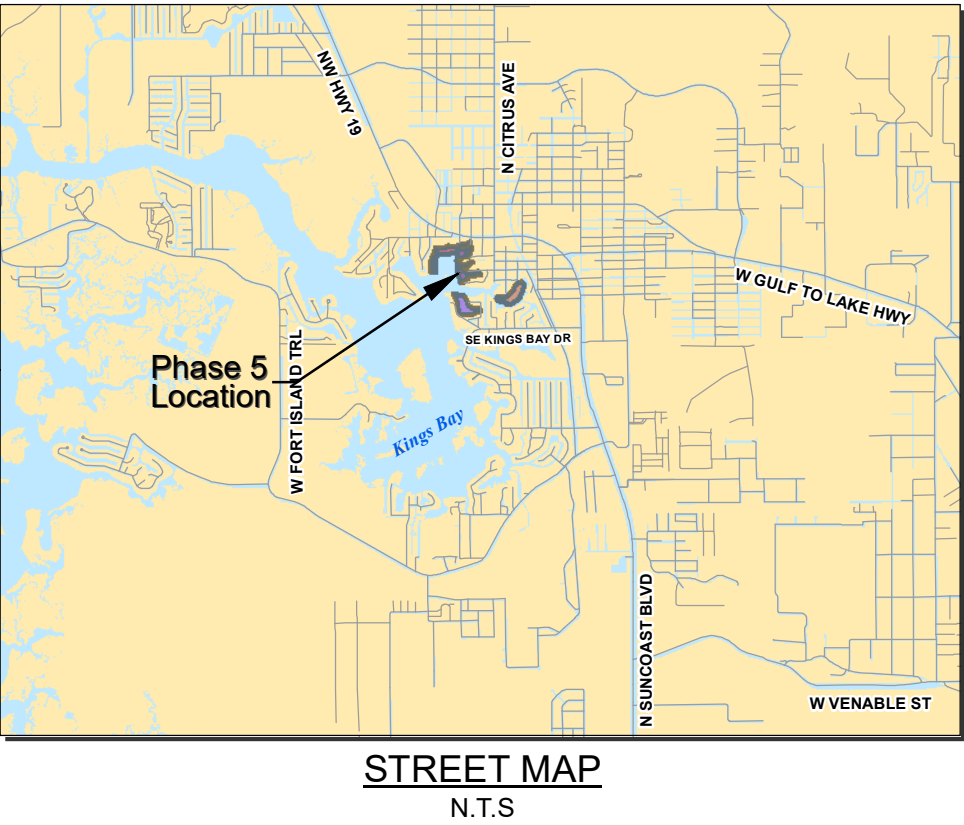 NW HWY 19
N CITRUS AVE
W GULF TO LAKE HWY
SE KINGS BAY DR
Phase 5
Location
W FORT ISLAND TRL
Kings Bay
N SUNCOAST BLVD
W VENABLE ST
STREET MAP
N.T.S